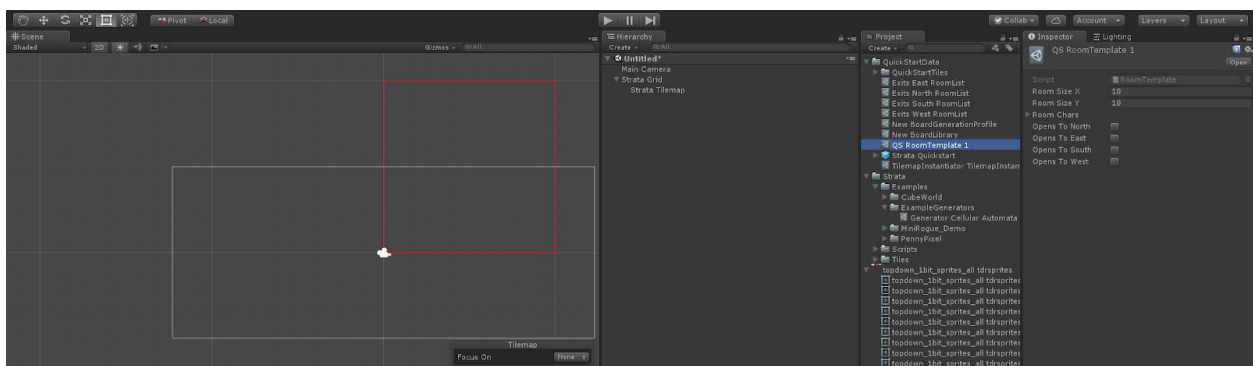 Pivot Local Collab Account Layers Layout
Scene
Shaded 2D Gizmos All
Tilemap
Focus On None
Hierarchy
Create All
Untitled*
Main Camera
Strata Grid
Strata Tilemap
Project
Create
QuickStartData
QuickStartTiles
Exits East RoomList
Exits North RoomList
Exits South RoomList
Exits West RoomList
New BoardGenerationProfile
New BoardLibrary
QS RoomTemplate 1
Strata Quickstart
TilemapInstantiator TilemapInstan
Strata
Examples
CubeWorld
ExampleGenerators
Generator Cellular Automata
MiniRogue_Demo
PennyPixel
Scripts
Tiles
topdown_1bit_sprites_all tdrsprites
topdown_1bit_sprites_all tdrsprites
topdown_1bit_sprites_all tdrsprites
topdown_1bit_sprites_all tdrsprites
topdown_1bit_sprites_all tdrsprites
topdown_1bit_sprites_all tdrsprites
topdown_1bit_sprites_all tdrsprites
topdown_1bit_sprites_all tdrsprites
topdown_1bit_sprites_all tdrsprites
Inspector Lighting
QS RoomTemplate 1
Open
Script RoomTemplate
Room Size X 10
Room Size Y 10
Room Chars
Opens To North
Opens To East
Opens To South
Opens To West